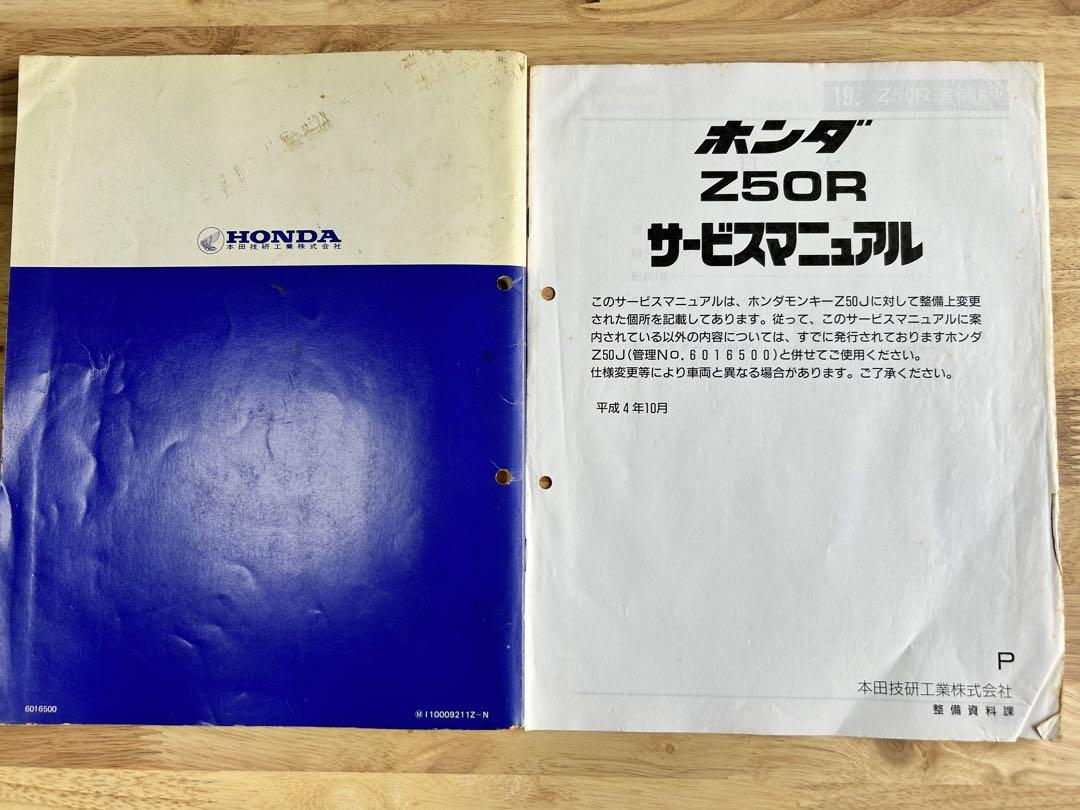 HONDA
本田技研工業株式会社
6016500
Ⓜ I10009211Z-N
19. Z50R追補版
ホンダ
Z50R
サービスマニュアル
このサービスマニュアルは、ホンダモンキーZ50Jに対して整備上変更
された個所を記載してあります。従って、このサービスマニュアルに案
内されている以外の内容については、すでに発行されておりますホンダ
Z50J(管理No.6016500)と併せてご使用ください。
仕様変更等により車両と異なる場合があります。ご了承ください。
平成4年10月
P
本田技研工業株式会社
整備資料課